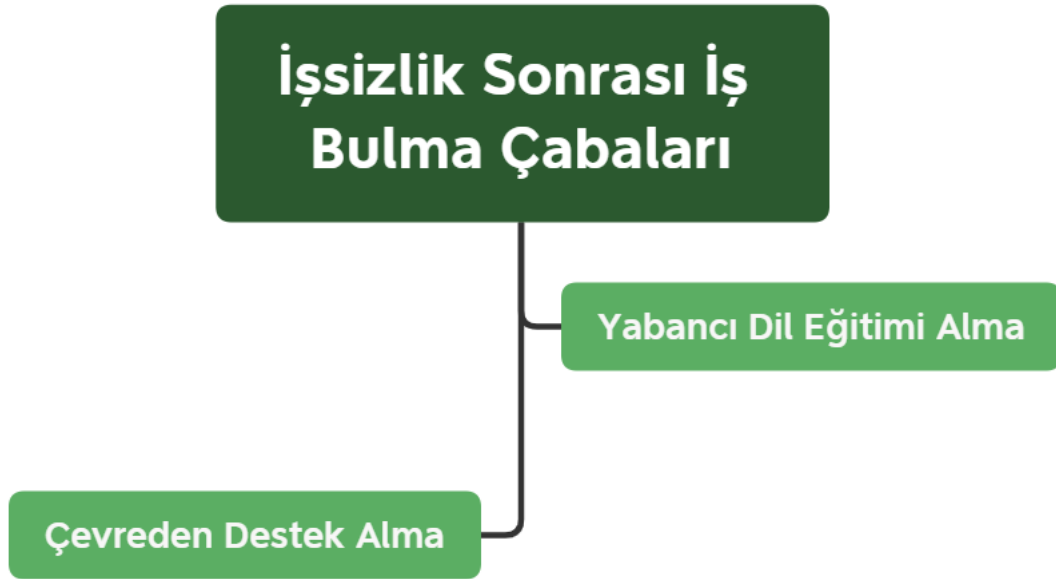 İşsizlik Sonrası İş
Bulma Çabaları
Yabancı Dil Eğitimi Alma
Çevreden Destek Alma